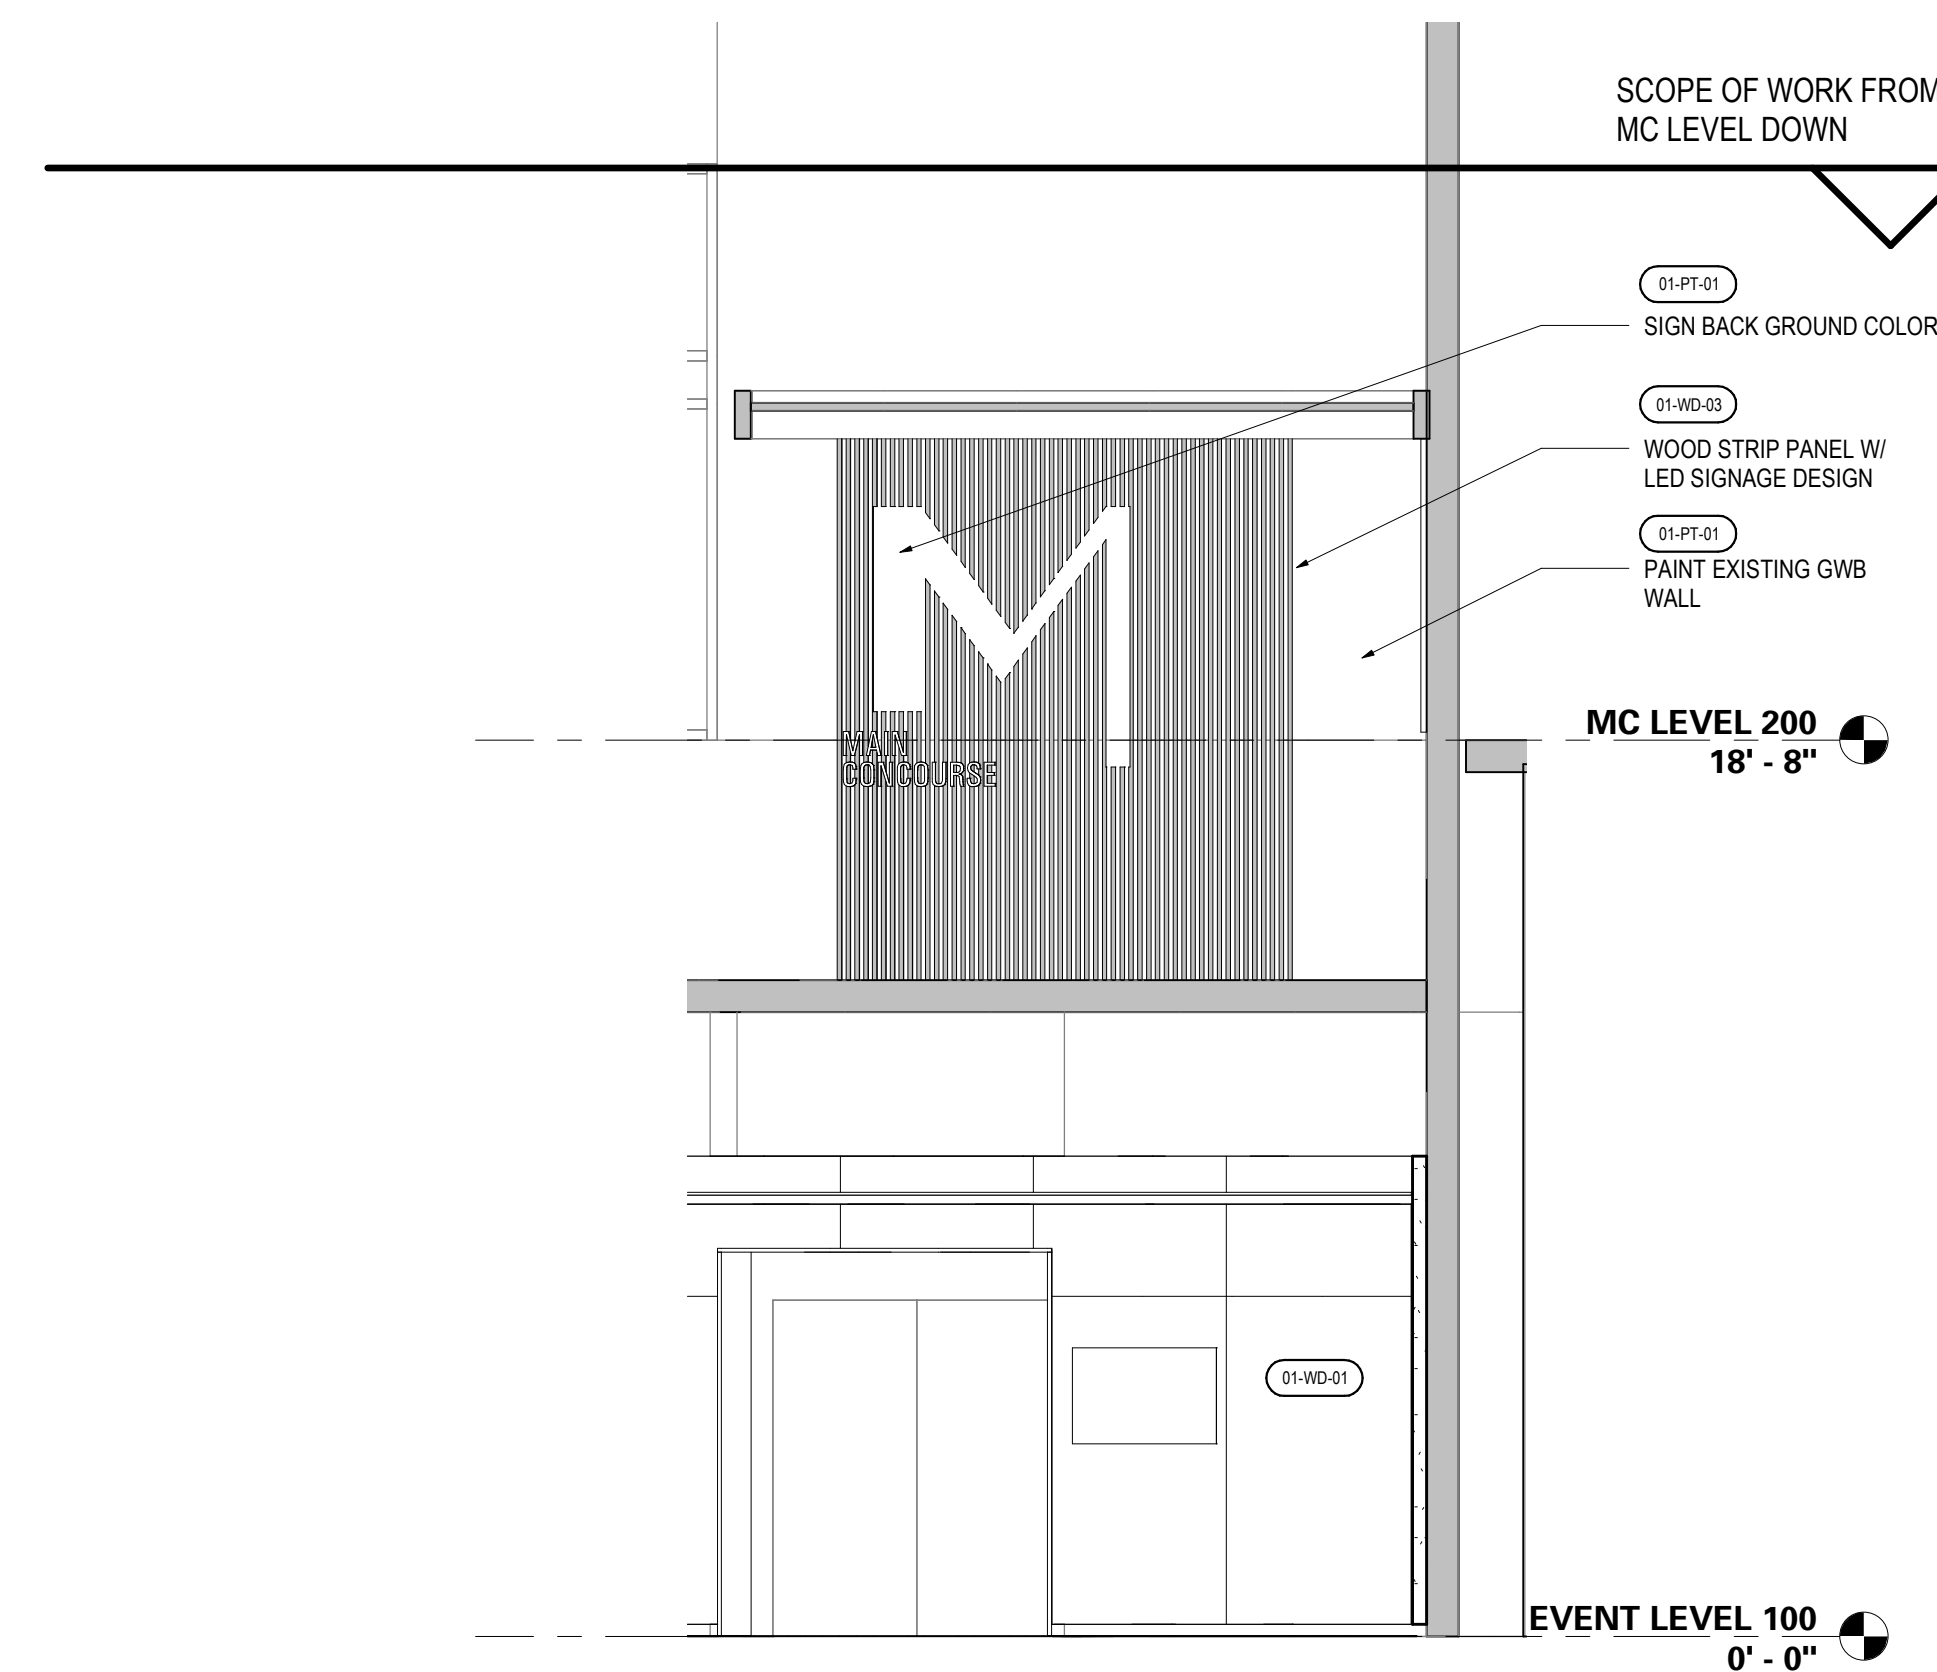 SCOPE OF WORK FROM
MC LEVEL DOWN
01-PT-01
SIGN BACK GROUND COLOR
01-WD-03
WOOD STRIP PANEL W/
LED SIGNAGE DESIGN
01-PT-01
PAINT EXISTING GWB
WALL
M
MAIN
CONCOURSE
MC LEVEL 200
18' - 8"
01-WD-01
EVENT LEVEL 100
0' - 0"